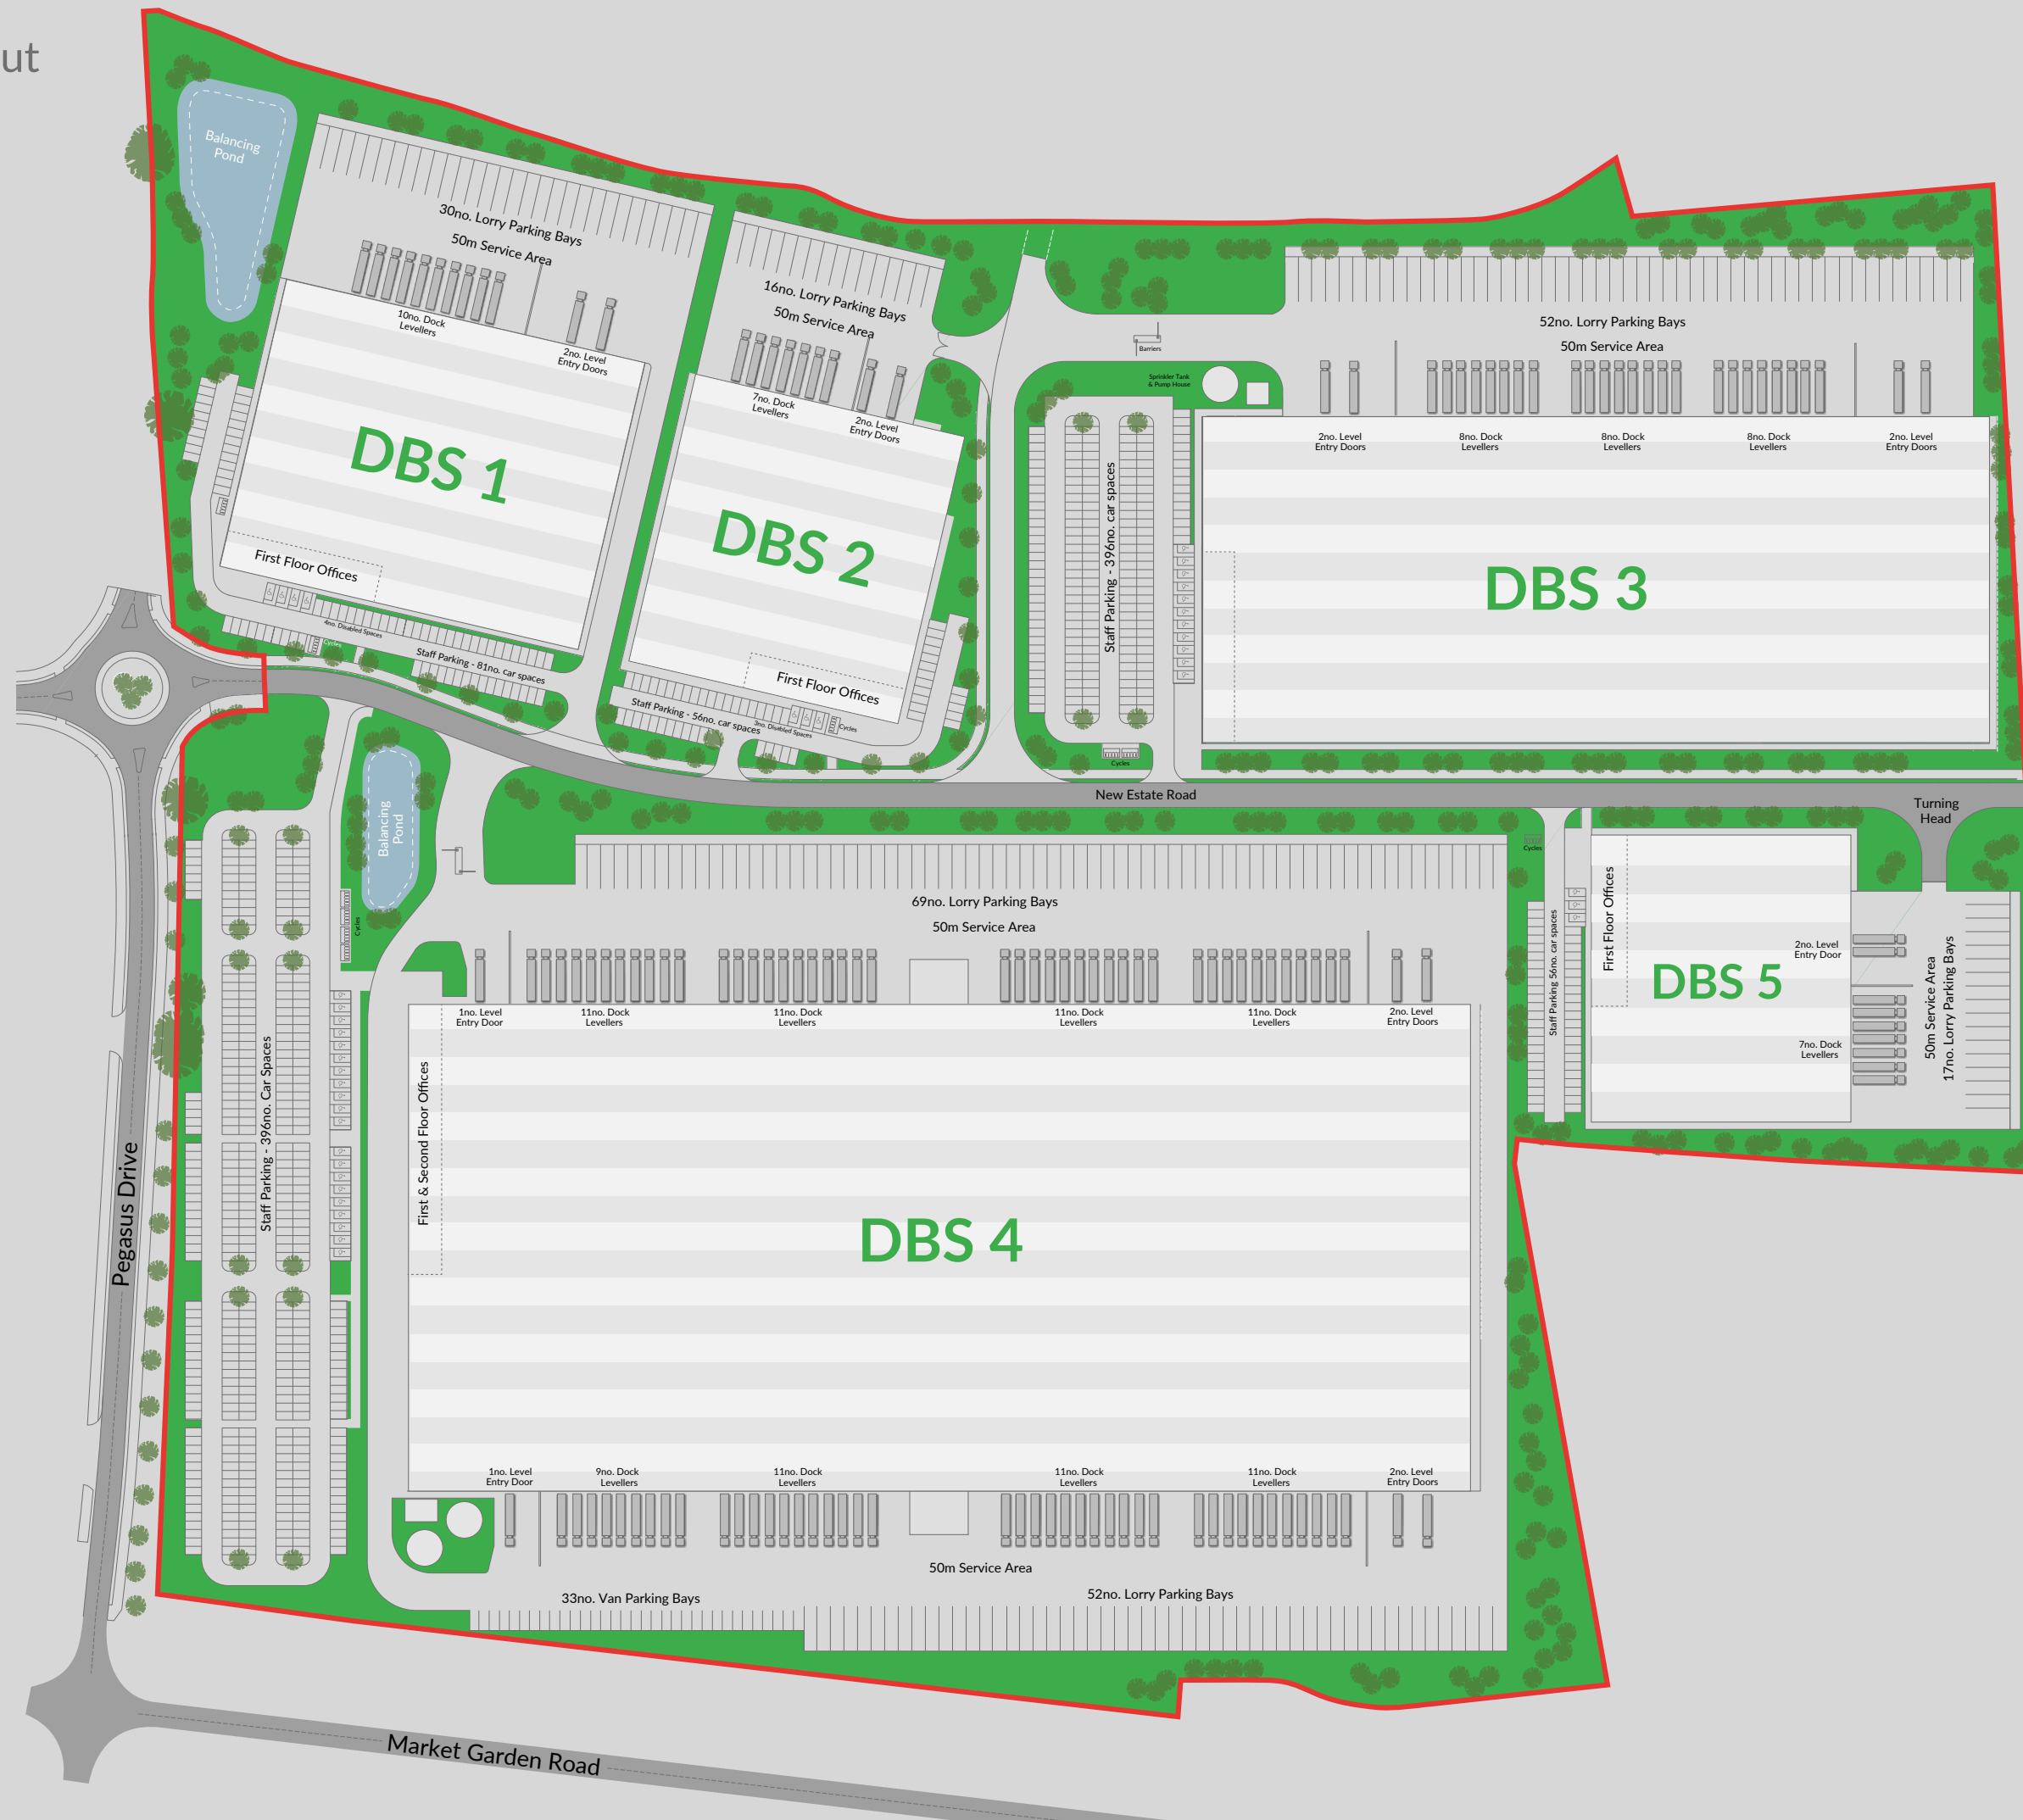 ut
Balancing
Pond
30no. Lorry Parking Bays
50m Service Area
10no. Dock
Levellers
2no. Level
Entry Doors
DBS 1
First Floor Offices
4no. Disabled Spaces
Staff Parking - 81no. car spaces
16no. Lorry Parking Bays
50m Service Area
7no. Dock
Levellers
2no. Level
Entry Doors
DBS 2
First Floor Offices
Staff Parking - 56no. car spaces
3no. Disabled Spaces
Cycles
Barriers
Sprinkler Tank
& Pump House
Staff Parking - 396no. car spaces
Cycles
52no. Lorry Parking Bays
50m Service Area
2no. Level
Entry Doors
8no. Dock
Levellers
8no. Dock
Levellers
8no. Dock
Levellers
2no. Level
Entry Doors
DBS 3
New Estate Road
Turning
Head
Balancing
Pond
Cycles
Staff Parking - 396no. Car Spaces
Pegasus Drive
69no. Lorry Parking Bays
50m Service Area
1no. Level
Entry Door
11no. Dock
Levellers
11no. Dock
Levellers
11no. Dock
Levellers
11no. Dock
Levellers
2no. Level
Entry Doors
First & Second Floor Offices
DBS 4
1no. Level
Entry Door
9no. Dock
Levellers
11no. Dock
Levellers
11no. Dock
Levellers
11no. Dock
Levellers
2no. Level
Entry Doors
50m Service Area
33no. Van Parking Bays
52no. Lorry Parking Bays
Cycles
Staff Parking 56no. car spaces
First Floor Offices
DBS 5
2no. Level
Entry Door
7no. Dock
Levellers
50m Service Area
17no. Lorry Parking Bays
Market Garden Road